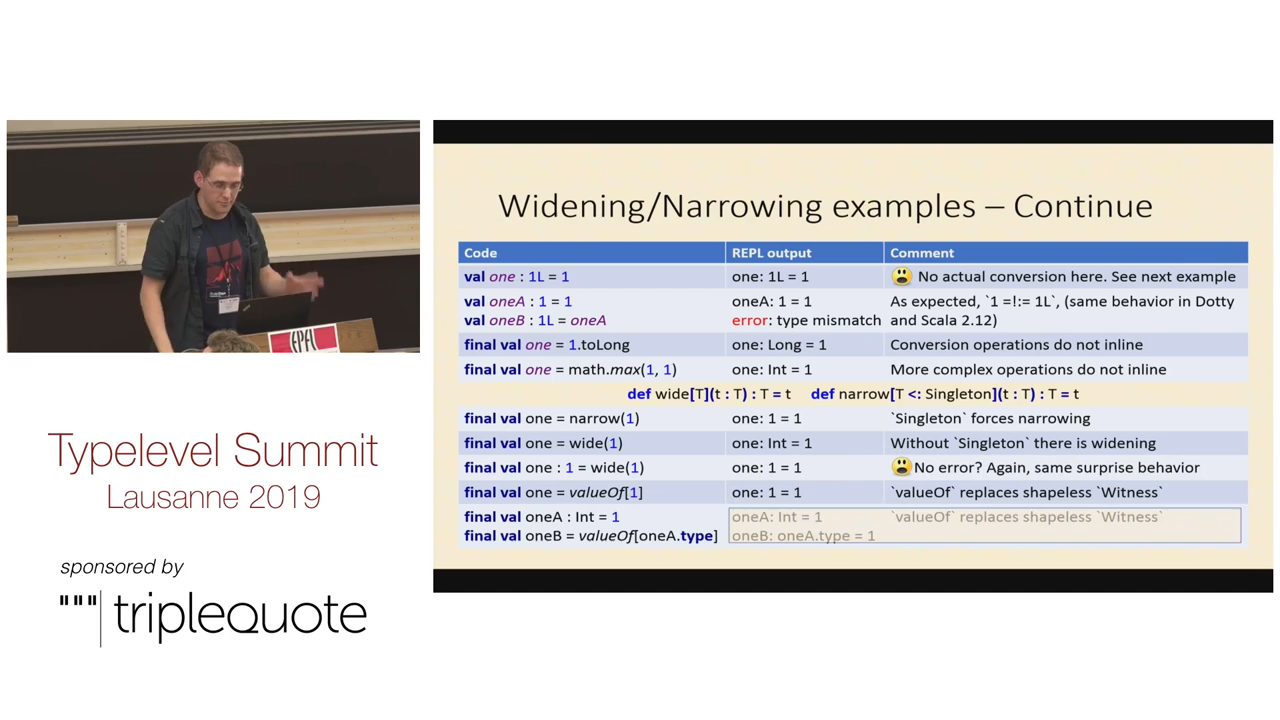 Widening/Narrowing examples – Continue
Code REPL output Comment
val one : 1L = 1 one: 1L = 1 No actual conversion here. See next example
val oneA : 1 = 1 oneA: 1 = 1 As expected, `1 =!= 1L`, (same behavior in Dotty
val oneB : 1L = oneA error: type mismatch and Scala 2.12)
final val one = 1.toLong one: Long = 1 Conversion operations do not inline
final val one = math.max(1, 1) one: Int = 1 More complex operations do not inline
def wide[T](t : T) : T = t def narrow[T <: Singleton](t : T) : T = t
final val one = narrow(1) one: 1 = 1 `Singleton` forces narrowing
final val one = wide(1) one: Int = 1 Without `Singleton` there is widening
final val one : 1 = wide(1) one: 1 = 1 No error? Again, same surprise behavior
final val one = valueOf[1] one: 1 = 1 `valueOf` replaces shapeless `Witness`
final val oneA : Int = 1 oneA: Int = 1 `valueOf` replaces shapeless `Witness`
final val oneB = valueOf[oneA.type] oneB: oneA.type = 1
EPFL
Typelevel Summit
Lausanne 2019
sponsored by
"""|triplequote